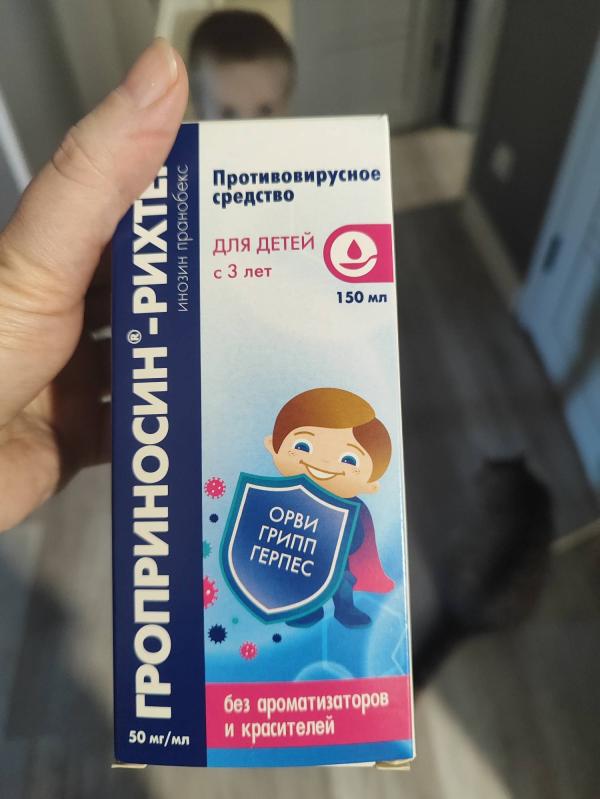 ГРОПРИНОСИН®-РИХТЕ
инозин пранобекс
50 мг/мл
Противовирусное
средство
ДЛЯ ДЕТЕЙ
с 3 лет
150 мл
ОРВИ
ГРИПП
ГЕРПЕС
без ароматизаторов
и красителей